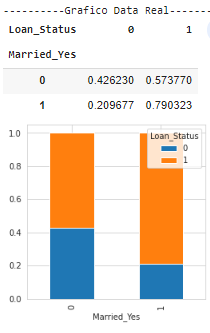 ----------Grafico Data Real-------
Loan_Status 0 1
Married_Yes
0 0.426230 0.573770
1 0.209677 0.790323
1.0
0.8
0.6
0.4
0.2
0.0
Loan_Status
0
1
0 1
Married_Yes